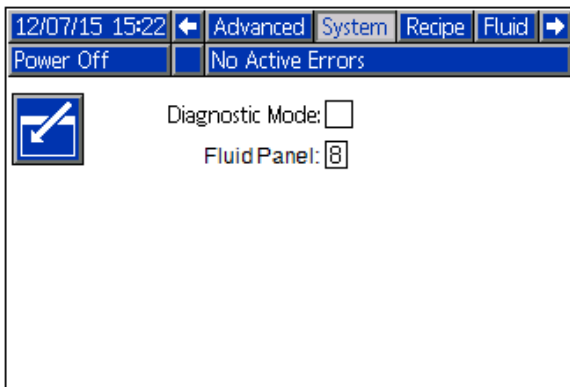 12/07/15 15:22 Advanced System Recipe Fluid
Power Off No Active Errors
Diagnostic Mode:
Fluid Panel: 8